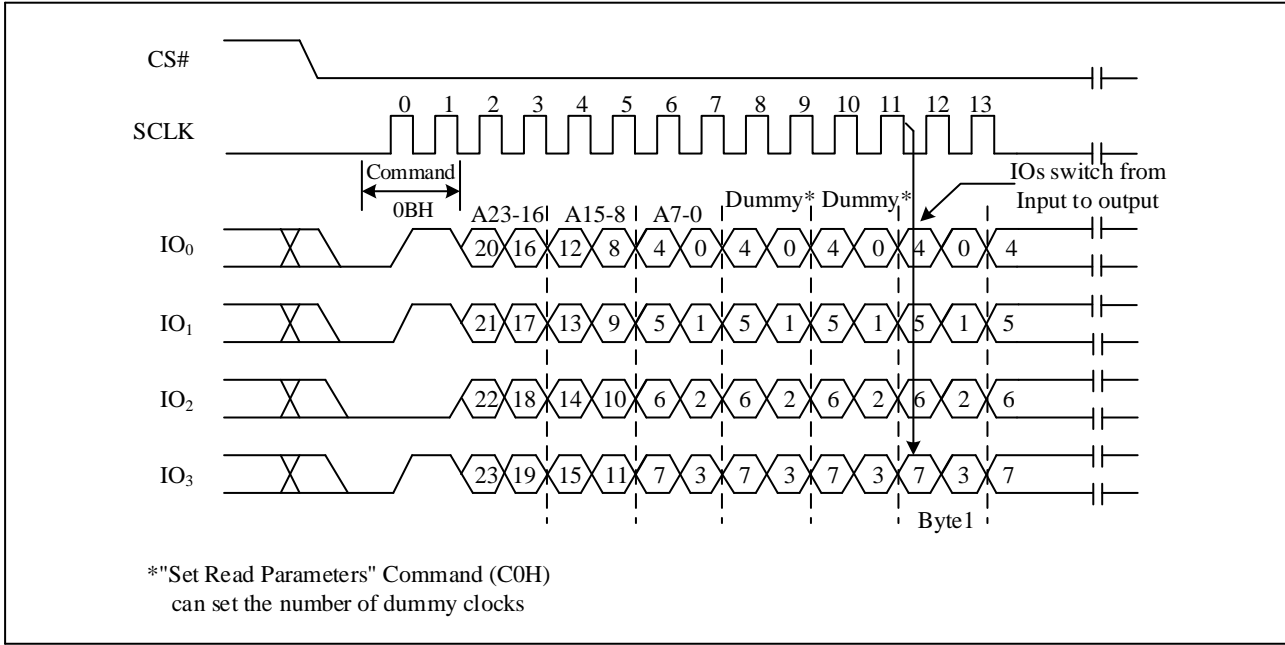 CS#
0 1 2 3 4 5 6 7 8 9 10 11 12 13
SCLK
Command
IOs switch from
Input to output
0BH
Dummy* Dummy*
A23-16 A15-8 A7-0
IO0 20 16 12 8 4 0 4 0 4 0 4 0 4
IO1 21 17 13 9 5 1 5 1 5 1 5 1 5
IO2 22 18 14 10 6 2 6 2 6 2 6 2 6
IO3 23 19 15 11 7 3 7 3 7 3 7 3 7
Byte1
*"Set Read Parameters" Command (C0H)
can set the number of dummy clocks